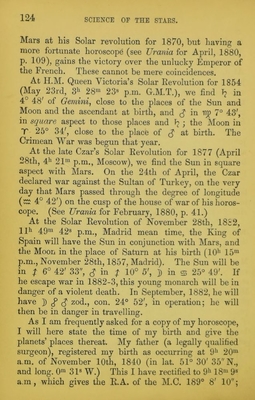 124 SCIENCE OF THE STARS.
Mars at his Solar revolution for 1870, but having a
more fortunate horoscope (see Urania for April, 1880,
p. 109), gains the victory over the unlucky Emperor of
the French. These cannot be mere coincidences.
At H.M. Queen Victoria's Solar Revolution for 1854
(May 23rd, 3h 28m 23s p.m. G.M.T.), we find ♄ in
4° 48′ of Gemini, close to the places of the Sun and
Moon and the ascendant at birth, and ♂ in ♍ 7° 43′,
in square aspect to those places and ♄; the Moon in
♈ 25° 34′, close to the place of ♂ at birth. The
Crimean War was begun that year.
At the late Czar's Solar Revolution for 1877 (April
28th, 4h 21m p.m., Moscow), we find the Sun in square
aspect with Mars. On the 24th of April, the Czar
declared war against the Sultan of Turkey, on the very
day that Mars passed through the degree of longitude
(♒ 4° 42′) on the cusp of the house of war of his horos-
cope. (See Urania for February, 1880, p. 41.)
At the Solar Revolution of November 28th, 1882,
11h 49m 42s p.m., Madrid mean time, the King of
Spain will have the Sun in conjunction with Mars, and
the Moon in the place of Saturn at his birth (10h 15m
p.m., November 28th, 1857, Madrid). The Sun will be
in ♐ 6° 42′ 33″, ♂ in ♐ 10° 5′, ☽ in ♋ 25° 49′. If
he escape war in 1882-3, this young monarch will be in
danger of a violent death. In September, 1882, he will
have ☽ ☍ ♂ zod., con. 24° 52′, in operation; he will
then be in danger in travelling.
As I am frequently asked for a copy of my horoscope,
I will here state the time of my birth and give the
planets' places thereat. My father (a legally qualified
surgeon), registered my birth as occurring at 9h 20m
a.m. of November 10th, 1840 (in lat. 51° 30′ 35″ N.,
and long. 0m 31s W.) This I have rectified to 9h 18m 9s
a.m, which gives the R.A. of the M.C. 189° 8′ 10″;